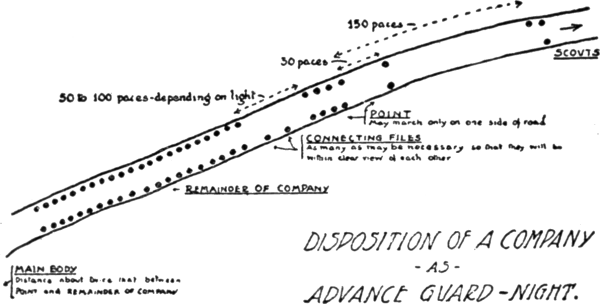 150 paces
SCOUTS
30 paces
50 to 100 paces-depending on light
POINT
May march only on one side of road
CONNECTING FILES
As many as may be necessary so that they will be
within clear view of each other
REMAINDER OF COMPANY
MAIN BODY
Distance about twice that between
POINT and REMAINDER OF COMPANY
DISPOSITION OF A COMPANY
- AS -
ADVANCE GUARD-NIGHT.